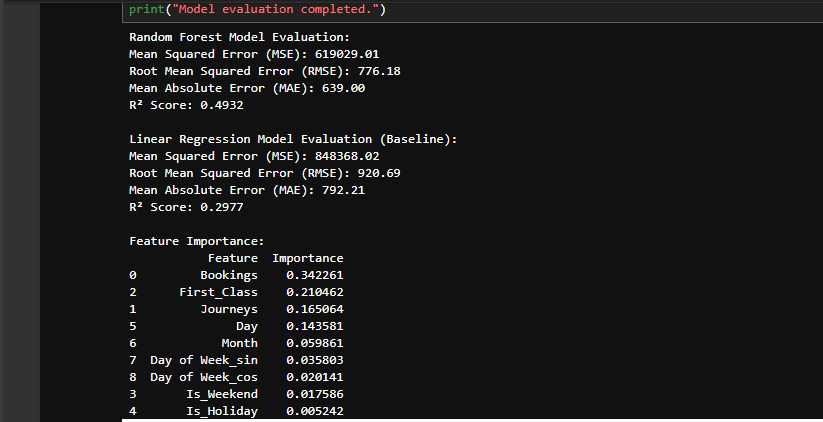 print("Model evaluation completed.")
Random Forest Model Evaluation:
Mean Squared Error (MSE): 619029.01
Root Mean Squared Error (RMSE): 776.18
Mean Absolute Error (MAE): 639.00
R² Score: 0.4932
Linear Regression Model Evaluation (Baseline):
Mean Squared Error (MSE): 848368.02
Root Mean Squared Error (RMSE): 920.69
Mean Absolute Error (MAE): 792.21
R² Score: 0.2977
Feature Importance:
Feature Importance
0 Bookings 0.342261
2 First_Class 0.210462
1 Journeys 0.165064
5 Day 0.143581
6 Month 0.059861
7 Day of Week_sin 0.035803
8 Day of Week_cos 0.020141
3 Is_Weekend 0.017586
4 Is_Holiday 0.005242